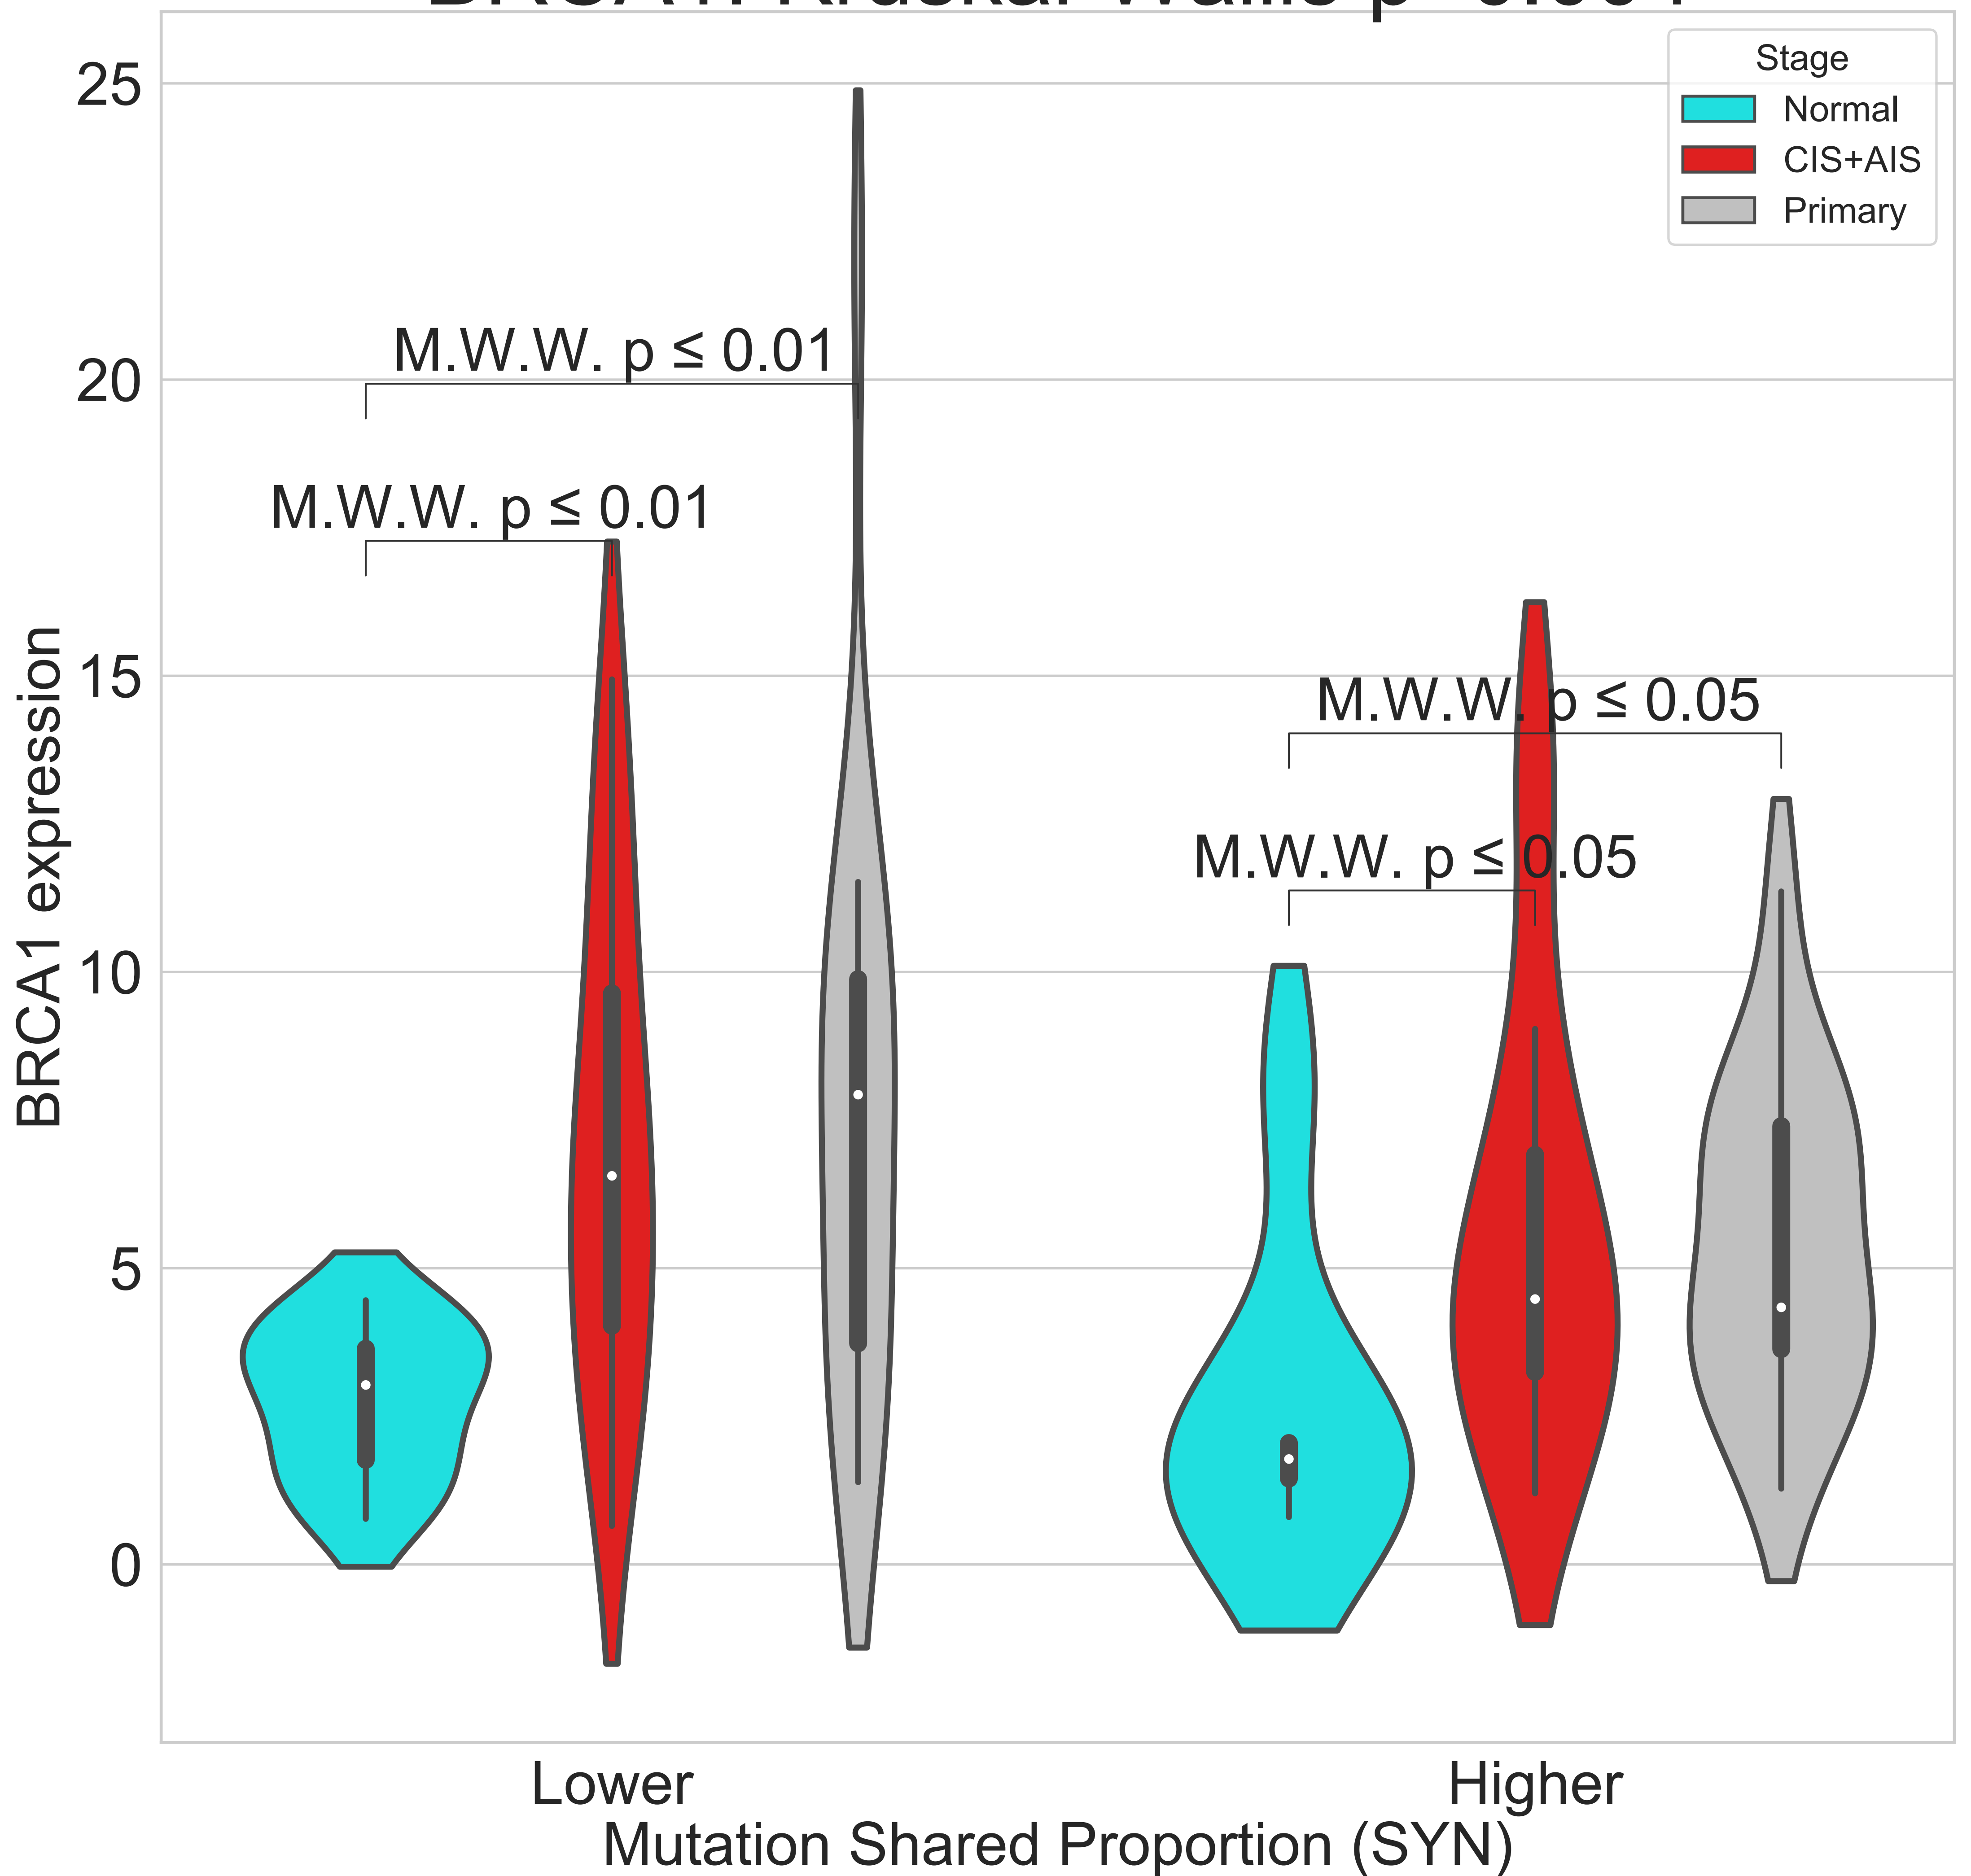 Stage
Normal
CIS+AIS
Primary
25
20
15
10
5
0
BRCA1 expression
M.W.W. p ≤ 0.01
M.W.W. p ≤ 0.01
M.W.W. p ≤ 0.05
M.W.W. p ≤ 0.05
Lower
Higher
Mutation Shared Proportion (SYN)